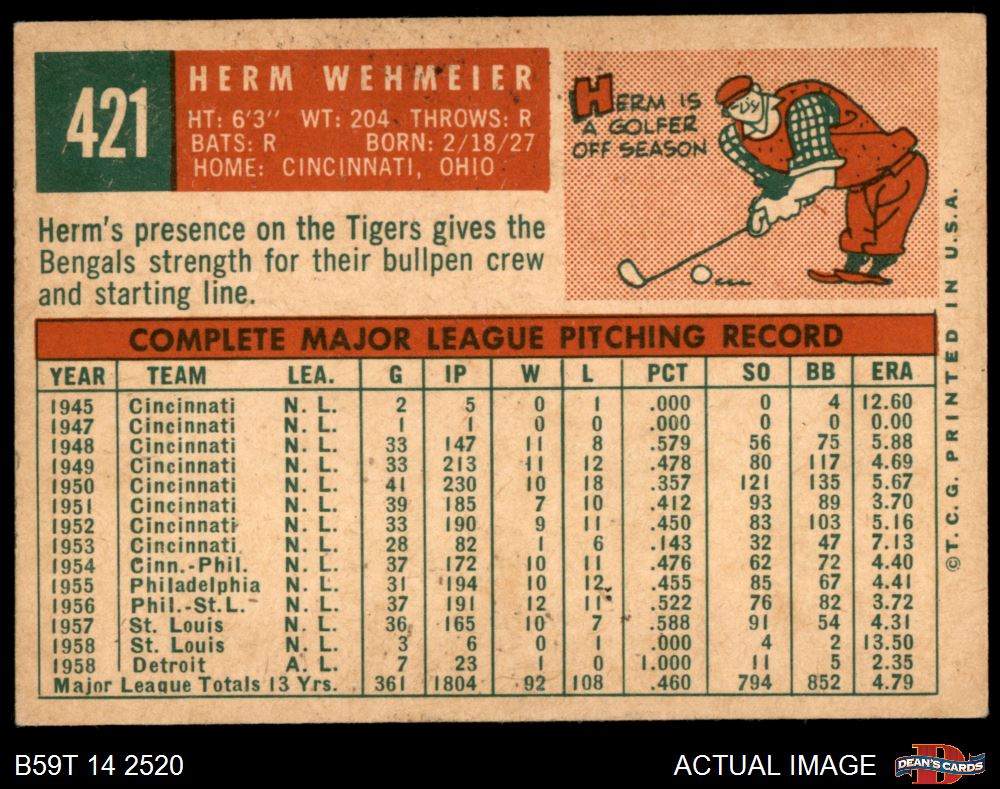 421
HERM WEHMEIER
HT: 6'3" WT: 204 THROWS: R
BATS: R BORN: 2/18/27
HOME: CINCINNATI, OHIO
HERM IS
A GOLFER
OFF SEASON
Herm's presence on the Tigers gives the
Bengals strength for their bullpen crew
and starting line.
COMPLETE MAJOR LEAGUE PITCHING RECORD
YEAR TEAM LEA. G IP W L PCT SO BB ERA
1945 Cincinnati N. L. 2 5 0 1 .000 0 4 12.60
1947 Cincinnati N. L. 1 1 0 0 .000 0 0 0.00
1948 Cincinnati N. L. 33 147 11 8 .579 56 75 5.88
1949 Cincinnati N. L. 33 213 11 12 .478 80 117 4.69
1950 Cincinnati N. L. 41 230 10 18 .357 121 135 5.67
1951 Cincinnati N. L. 39 185 7 10 .412 93 89 3.70
1952 Cincinnati N. L. 33 190 9 11 .450 83 103 5.16
1953 Cincinnati N. L. 28 82 1 6 .143 32 47 7.13
1954 Cinn.-Phil. N. L. 37 172 10 11 .476 62 72 4.40
1955 Philadelphia N. L. 31 194 10 12 .455 85 67 4.41
1956 Phil.-St.L. N. L. 37 191 12 11 .522 76 82 3.72
1957 St. Louis N. L. 36 165 10 7 .588 91 54 4.31
1958 St. Louis N. L. 3 6 0 1 .000 4 2 13.50
1958 Detroit A. L. 7 23 1 0 1.000 11 5 2.35
Major League Totals 13 Yrs. 361 1804 92 108 .460 794 852 4.79
©T.C.G. PRINTED IN U.S.A.
B59T 14 2520
ACTUAL IMAGE
D
DEAN'S CARDS